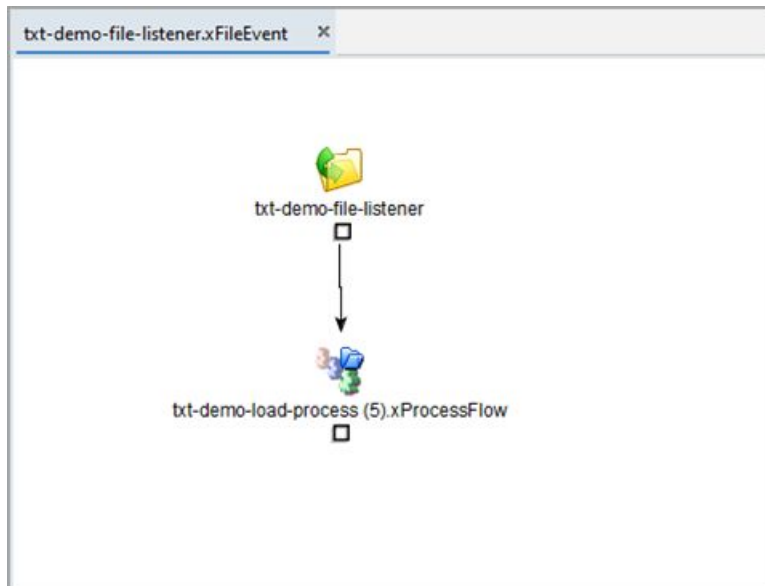 txt-demo-file-listener.xFileEvent ×
txt-demo-file-listener
txt-demo-load-process (5).xProcessFlow